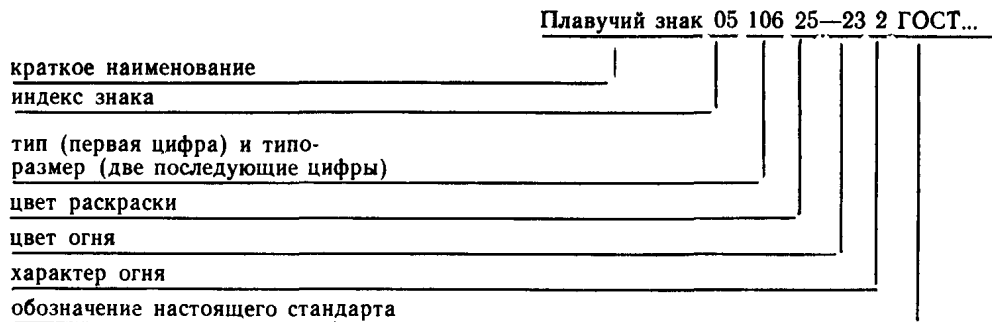 Плавучий знак 05 106 25—23 2 ГОСТ...
краткое наименование
индекс знака
тип (первая цифра) и типо-
размер (две последующие цифры)
цвет раскраски
цвет огня
характер огня
обозначение настоящего стандарта